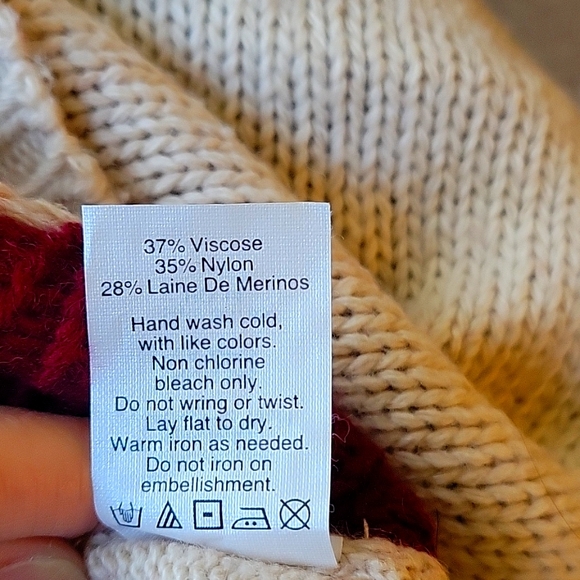 37% Viscose
35% Nylon
28% Laine De Merinos
Hand wash cold,
with like colors.
Non chlorine
bleach only.
Do not wring or twist.
Lay flat to dry.
Warm iron as needed.
Do not iron on
embellishment.